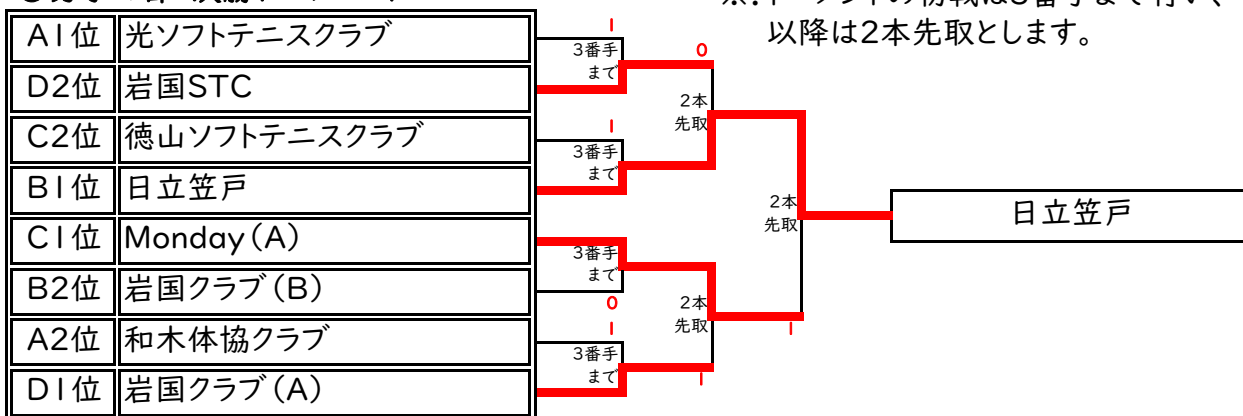 以降は2本先取とします。
A1位 光ソフトテニスクラブ
D2位 岩国STC
C2位 徳山ソフトテニスクラブ
B1位 日立笠戸
C1位 Monday(A)
B2位 岩国クラブ(B)
A2位 和木体協クラブ
D1位 岩国クラブ(A)
1
3番手
まで
0
2本
先取
1
3番手
まで
2本
先取
日立笠戸
3番手
まで
0
2本
先取
1
1
3番手
まで
1